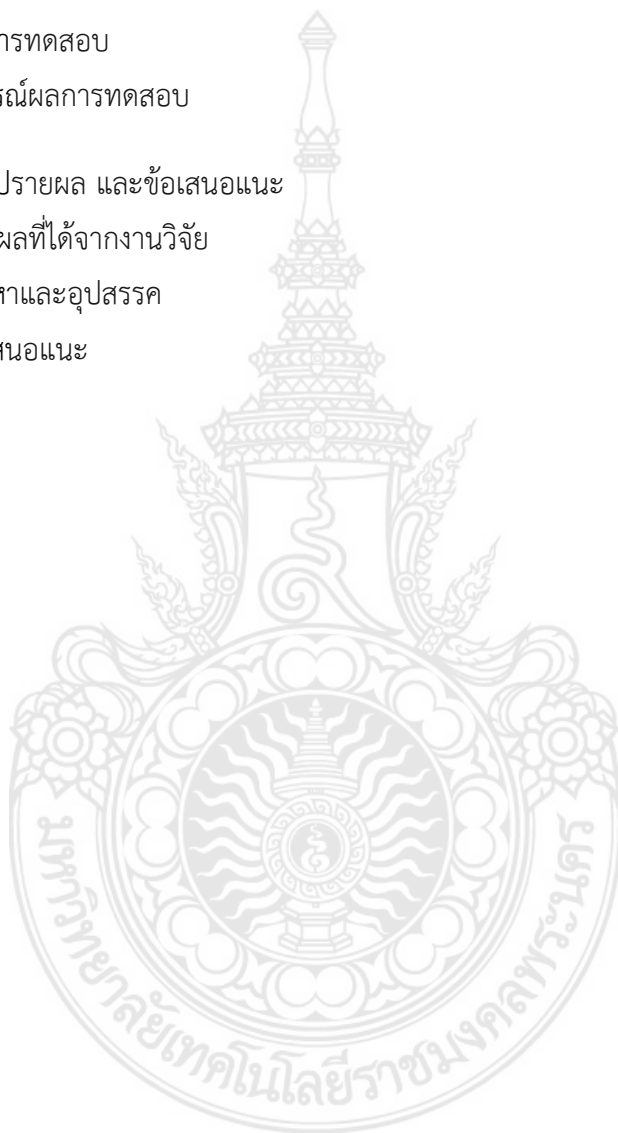 ารทดสอบ
รณ์ผลการทดสอบ
ปรายผล และข้อเสนอแนะ
ผลที่ได้จากงานวิจัย
หาและอุปสรรค
สนอแนะ
มหาวิทยาลัยเทคโนโลยีราชมงคลพระนคร